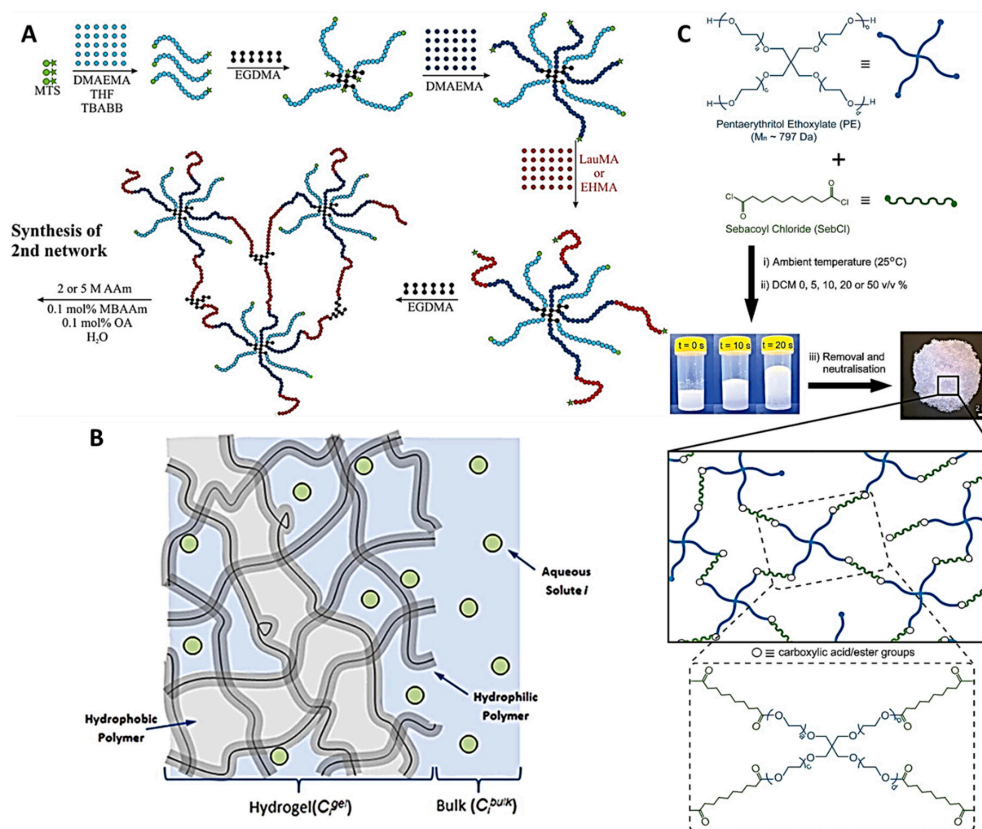 A
MTS
DMAEMA
THF
TBABB
EGDMA
DMAEMA
LauMA
or
EHMA
EGDMA
Synthesis of
2nd network
2 or 5 M AAm
0.1 mol% MBAAm
0.1 mol% OA
H₂O
B
Aqueous
Solute i
Hydrophilic
Polymer
Hydrophobic
Polymer
Hydrogel(Cᵢᵍᵉˡ)
Bulk (Cᵢᵇᵘˡᵏ)
C
Pentaerythritol Ethoxylate (PE)
(Mₙ ~ 797 Da)
+
Sebacoyl Chloride (SebCl)
i) Ambient temperature (25°C)
ii) DCM 0, 5, 10, 20 or 50 v/v %
t = 0 s
t = 10 s
t = 20 s
iii) Removal and
neutralisation
O ≡ carboxylic acid/ester groups